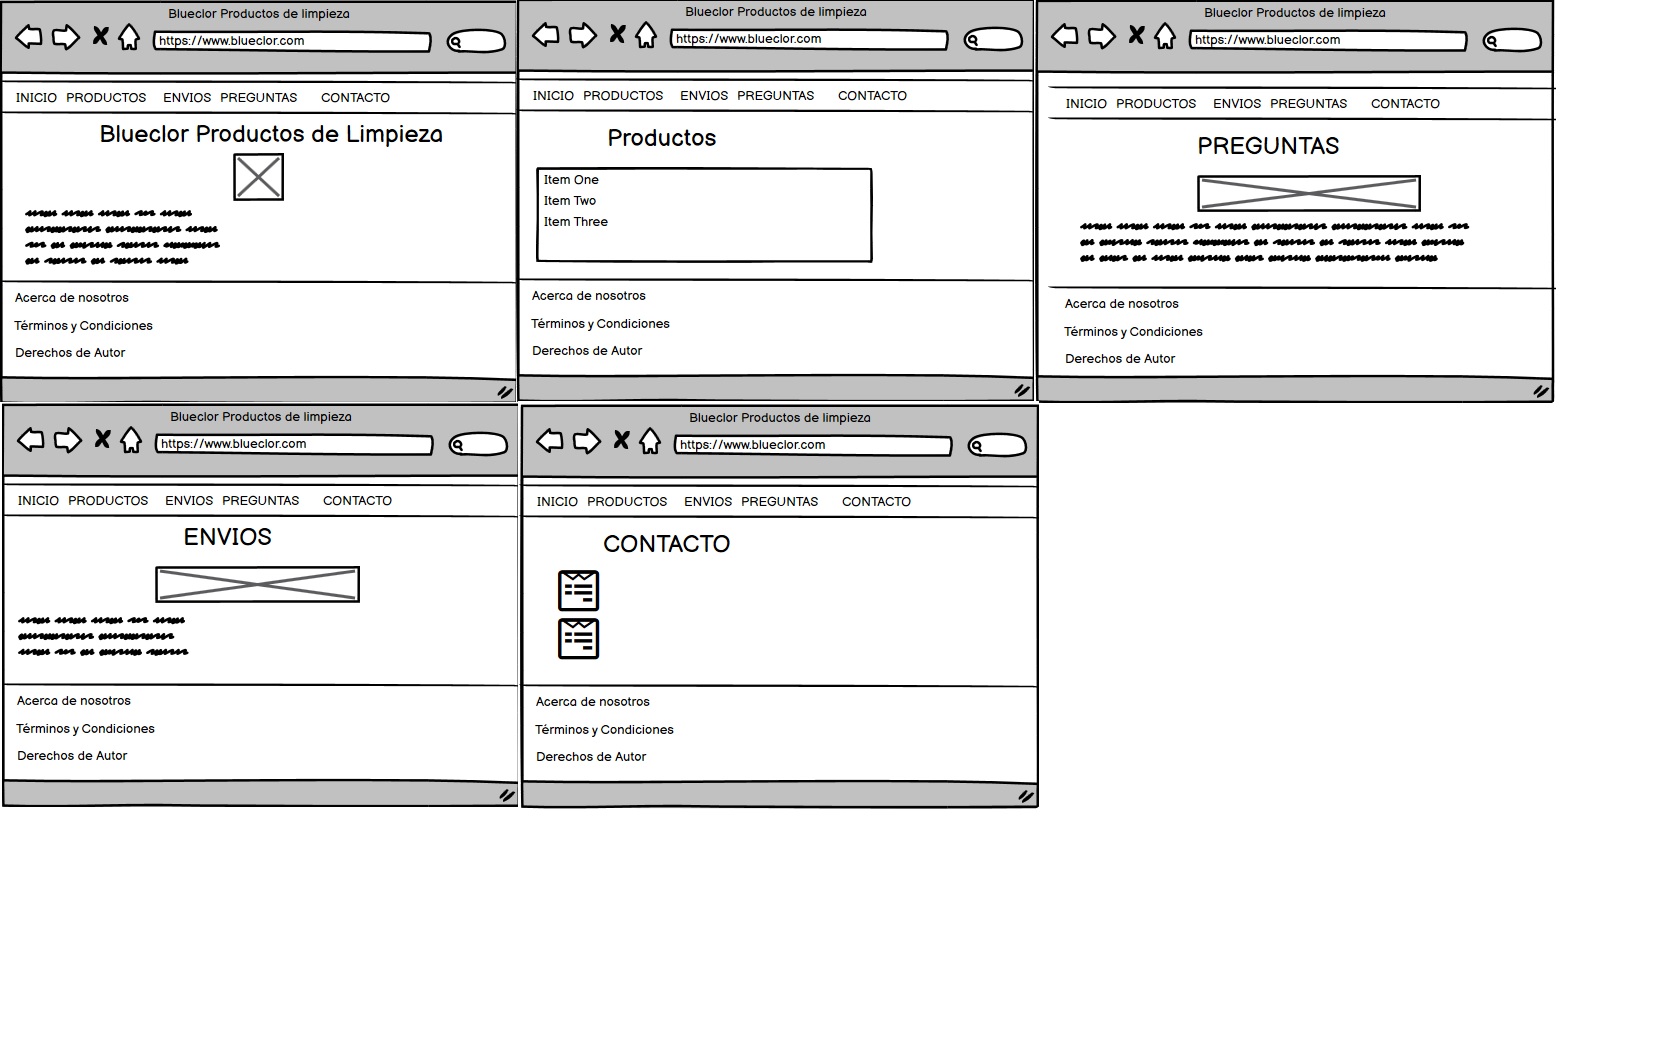 Blueclor Productos de limpieza
https://www.blueclor.com
INICIO PRODUCTOS ENVIOS PREGUNTAS CONTACTO
Blueclor Productos de Limpieza
Acerca de nosotros
Términos y Condiciones
Derechos de Autor
Blueclor Productos de limpieza
https://www.blueclor.com
INICIO PRODUCTOS ENVIOS PREGUNTAS CONTACTO
Productos
Item One
Item Two
Item Three
Acerca de nosotros
Términos y Condiciones
Derechos de Autor
Blueclor Productos de limpieza
https://www.blueclor.com
INICIO PRODUCTOS ENVIOS PREGUNTAS CONTACTO
PREGUNTAS
Acerca de nosotros
Términos y Condiciones
Derechos de Autor
Blueclor Productos de limpieza
https://www.blueclor.com
INICIO PRODUCTOS ENVIOS PREGUNTAS CONTACTO
ENVIOS
Acerca de nosotros
Términos y Condiciones
Derechos de Autor
Blueclor Productos de limpieza
https://www.blueclor.com
INICIO PRODUCTOS ENVIOS PREGUNTAS CONTACTO
CONTACTO
Acerca de nosotros
Términos y Condiciones
Derechos de Autor